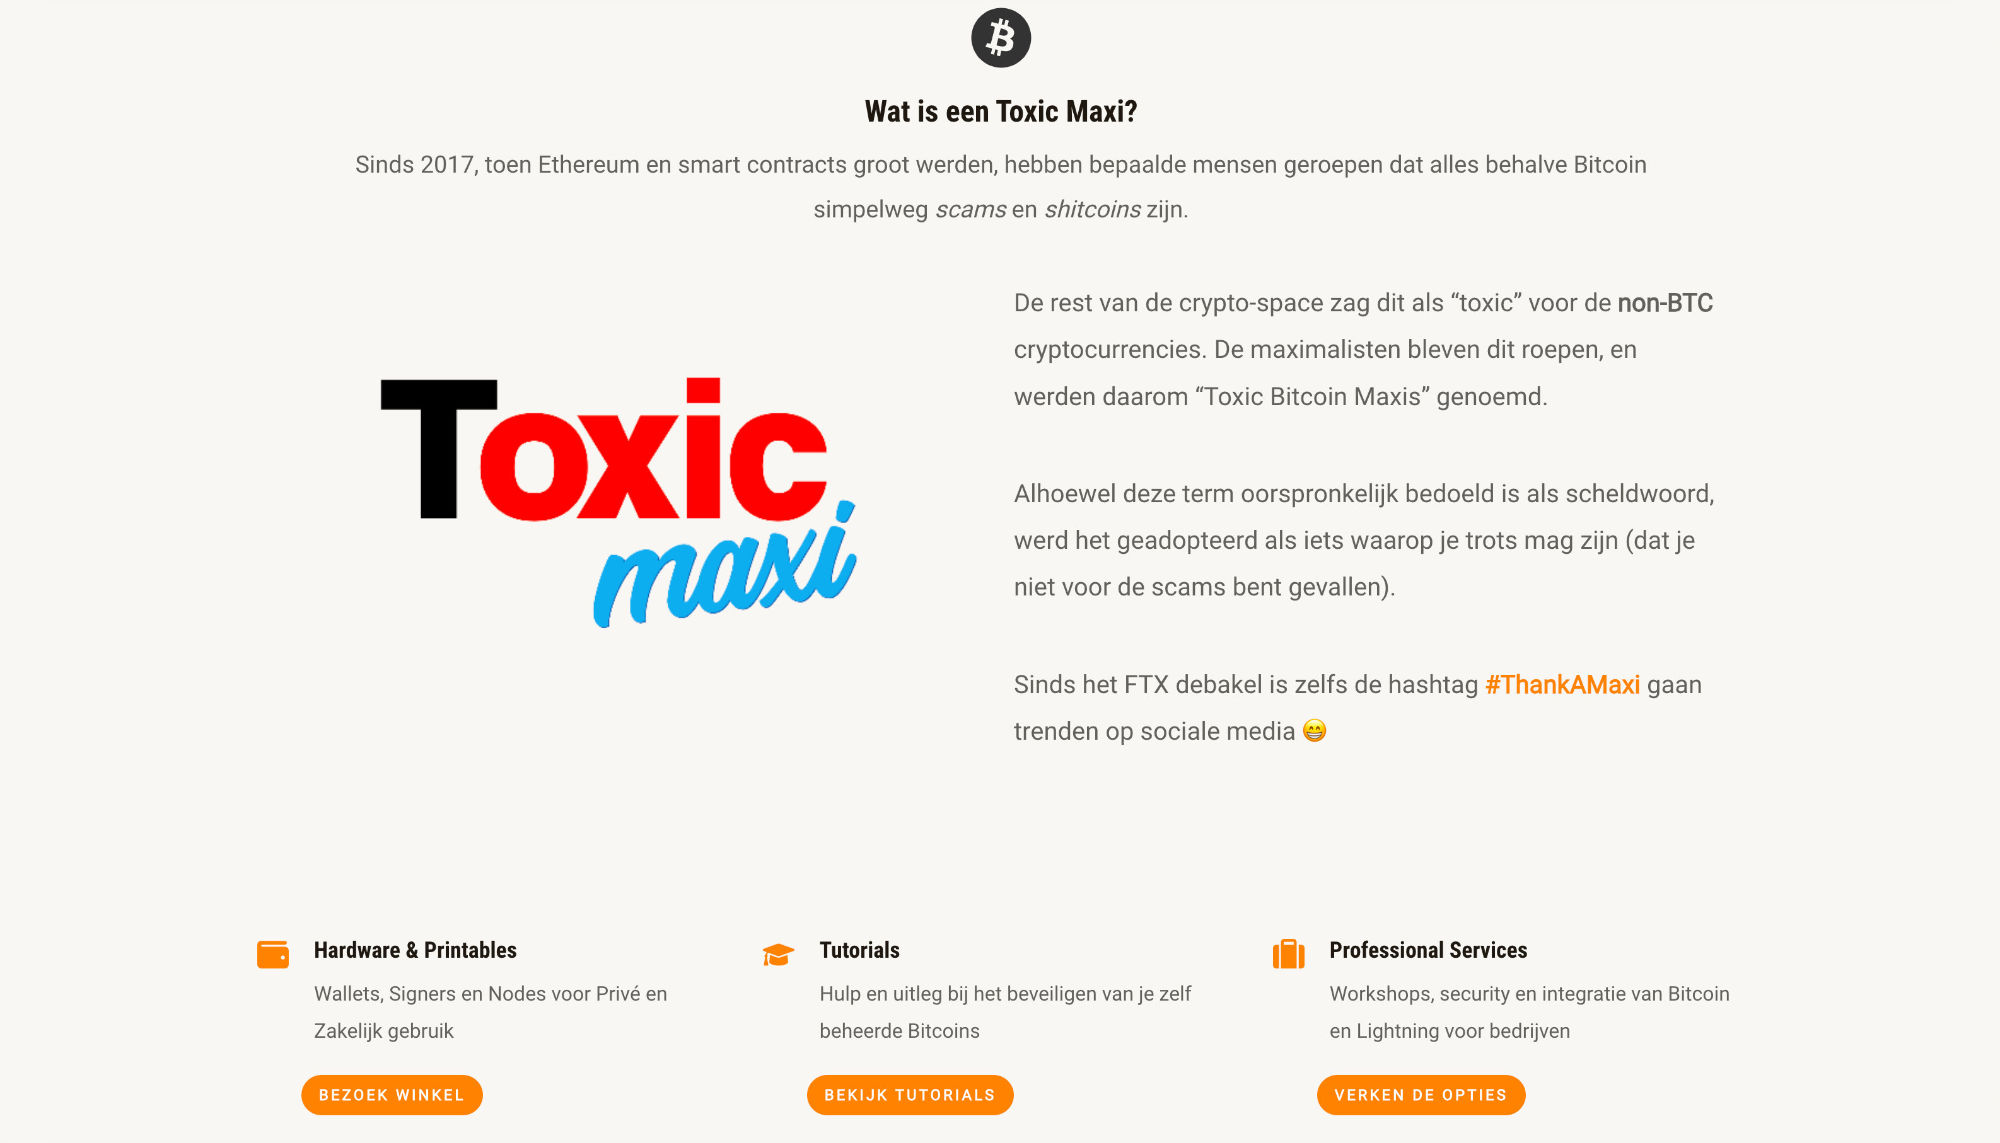 Wat is een Toxic Maxi?
Sinds 2017, toen Ethereum en smart contracts groot werden, hebben bepaalde mensen geroepen dat alles behalve Bitcoin
simpelweg scams en shitcoins zijn.
Toxic
maxi
De rest van de crypto-space zag dit als “toxic” voor de non-BTC
cryptocurrencies. De maximalisten bleven dit roepen, en
werden daarom “Toxic Bitcoin Maxis” genoemd.
Alhoewel deze term oorspronkelijk bedoeld is als scheldwoord,
werd het geadopteerd als iets waarop je trots mag zijn (dat je
niet voor de scams bent gevallen).
Sinds het FTX debakel is zelfs de hashtag #ThankAMaxi gaan
trenden op sociale media 😁
Hardware & Printables
Wallets, Signers en Nodes voor Privé en
Zakelijk gebruik
BEZOEK WINKEL
Tutorials
Hulp en uitleg bij het beveiligen van je zelf
beheerde Bitcoins
BEKIJK TUTORIALS
Professional Services
Workshops, security en integratie van Bitcoin
en Lightning voor bedrijven
VERKEN DE OPTIES